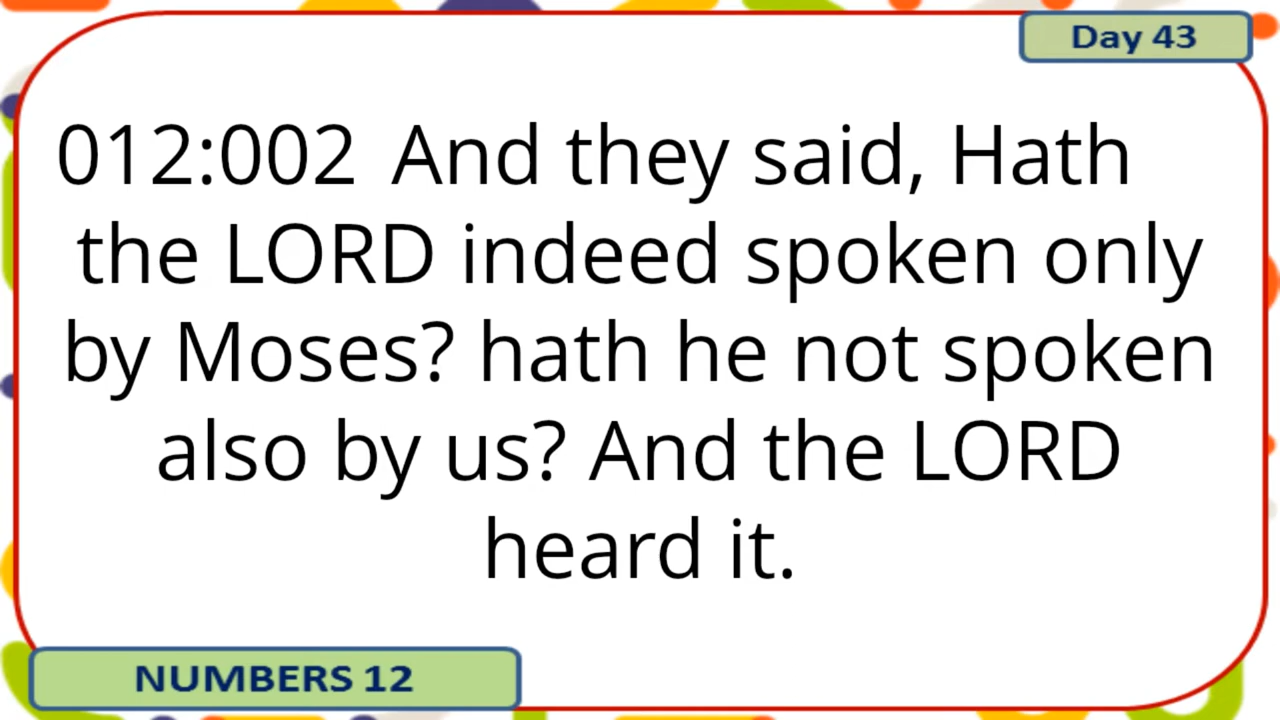 Day 43
012:002 And they said, Hath
the LORD indeed spoken only
by Moses? hath he not spoken
also by us? And the LORD
heard it.
NUMBERS 12